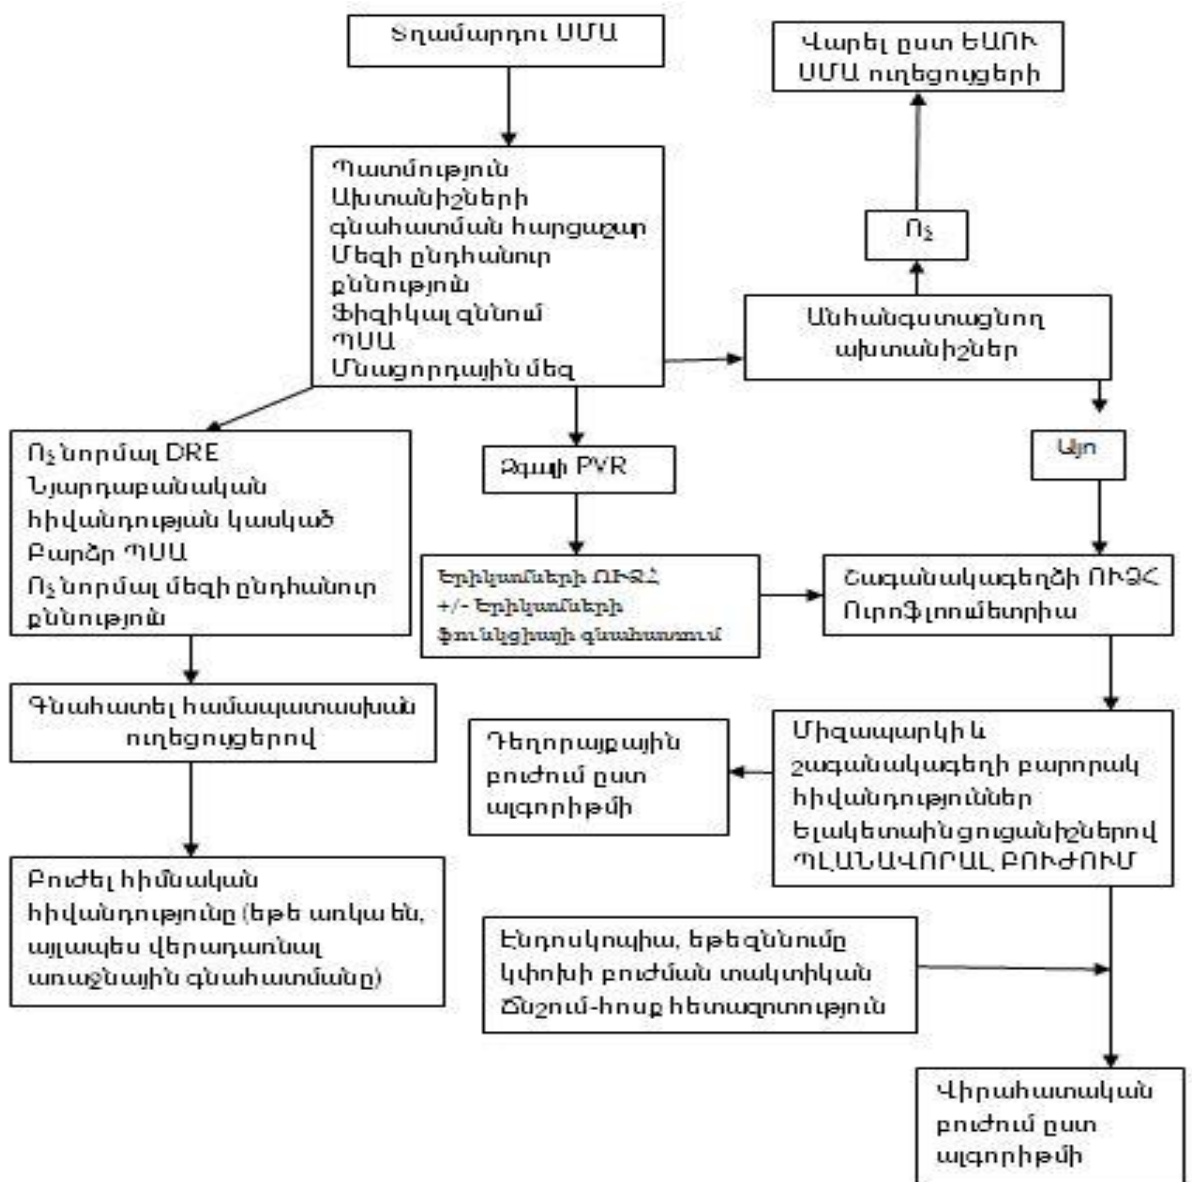 Տղամարդու ՍՄԱ
Վարել ըստ ԵԱՈՒ
ՍՄԱ ուղեցույցերի
Պատմություն
Ախտանիշների
գնահատման հարցաշար
Մեզի ընդհանուր
քննություն
Ֆիզիկալ զննում
ՊՍԱ
Մնացորդային մեզ
Ոչ
Անհանգստացնող
ախտանիշներ
Այո
Ոչ նորմալ DRE
Նյարդաբանական
հիվանդության կասկած
Բարձր ՊՍԱ
Ոչ նորմալ մեզի ընդհանուր
քննություն
Զգալի PVR
Երիկամների ՈՒՁՀ
+/- Երիկամների
ֆունկցիայի գնահատում
Շագանակագեղձի ՈՒՁՀ
Ուրոֆլոումետրիա
Գնահատել համապատասխան
ուղեցույցերով
Դեղորայքային
բուժում ըստ
ալգորիթմի
Միզապարկի և
շագանակագեղի բարորակ
հիվանդություններ
Ելակետաին ցուցանիշներով
ՊԼԱՆԱՎՈՐԱԼ ԲՈՒԺՈՒՄ
Բուժել հիմնական
հիվանդությունը (եթե առկա են,
այլապես վերադառնալ
առաջնային գնահատմանը)
Էնդոսկոպիա, եթե զննումը
կփոխի բուժման տակտիկան
Ճնշում-հոսք հետազոտություն
Վիրահատական
բուժում ըստ
ալգորիթմի